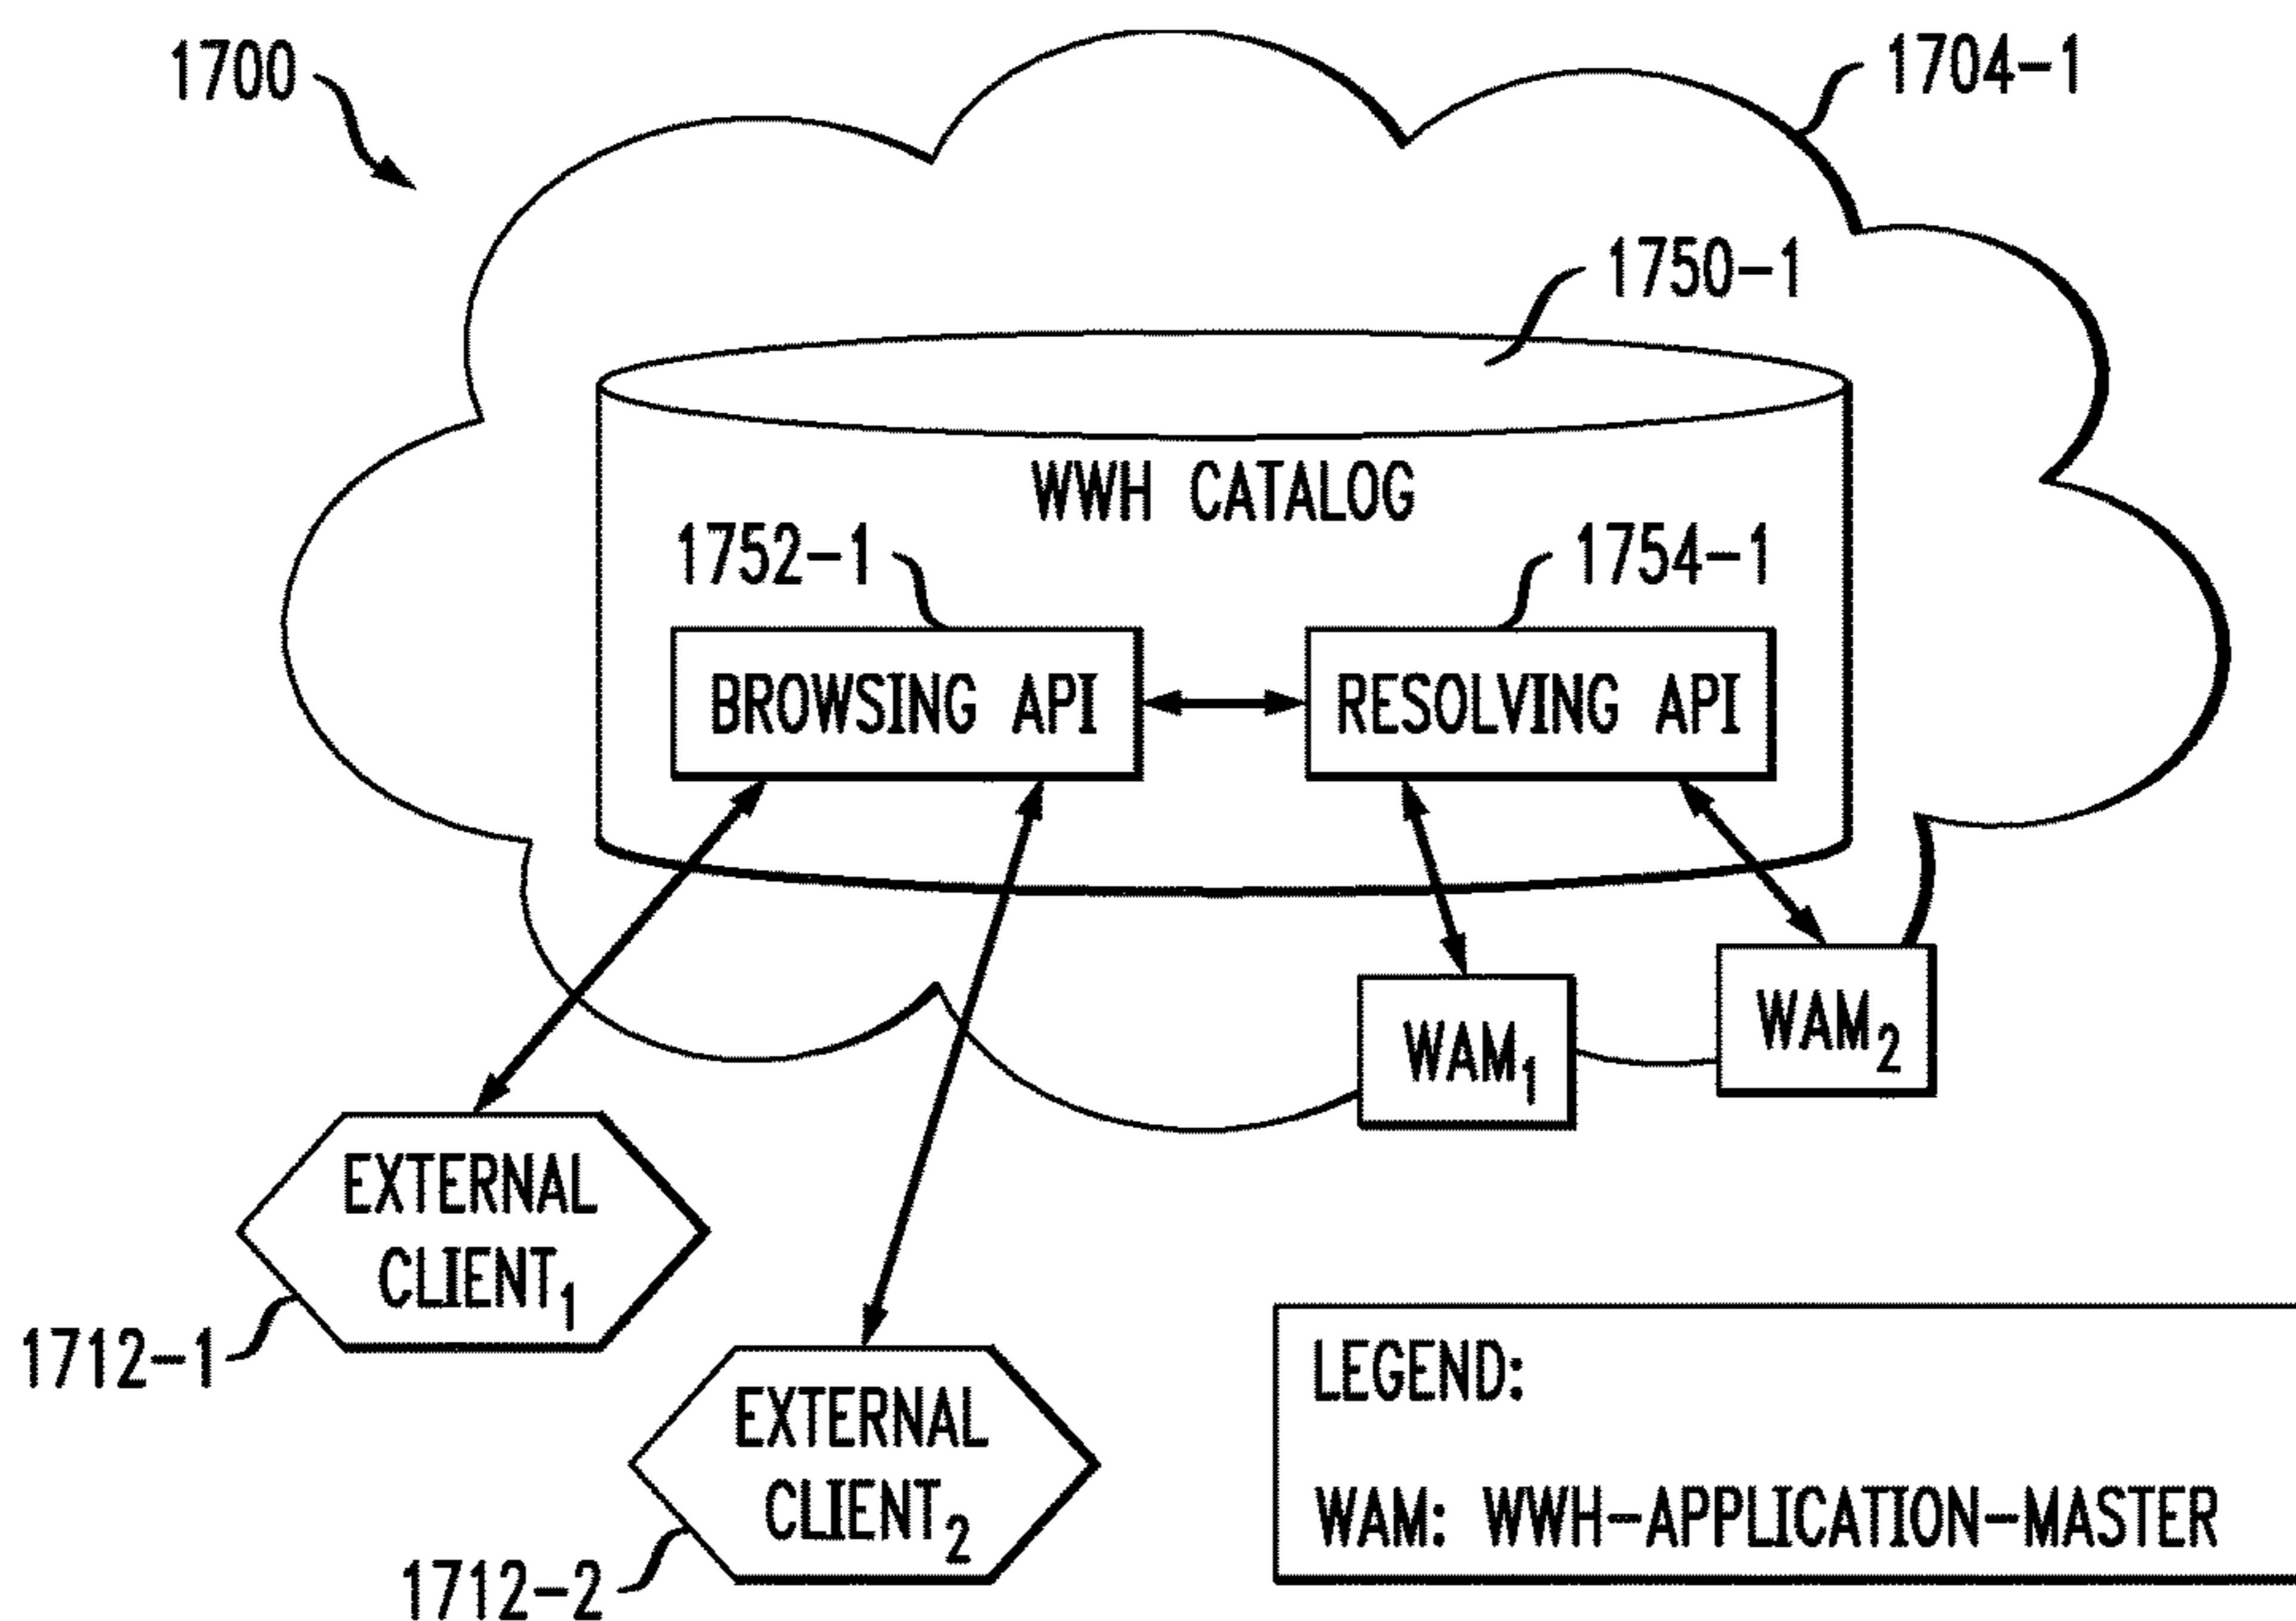 1700
1704-1
1750-1
WWH CATALOG
1752-1
1754-1
BROWSING API
RESOLVING API
WAM₁
WAM₂
EXTERNAL
CLIENT₁
1712-1
EXTERNAL
CLIENT₂
1712-2
LEGEND:
WAM: WWH-APPLICATION-MASTER